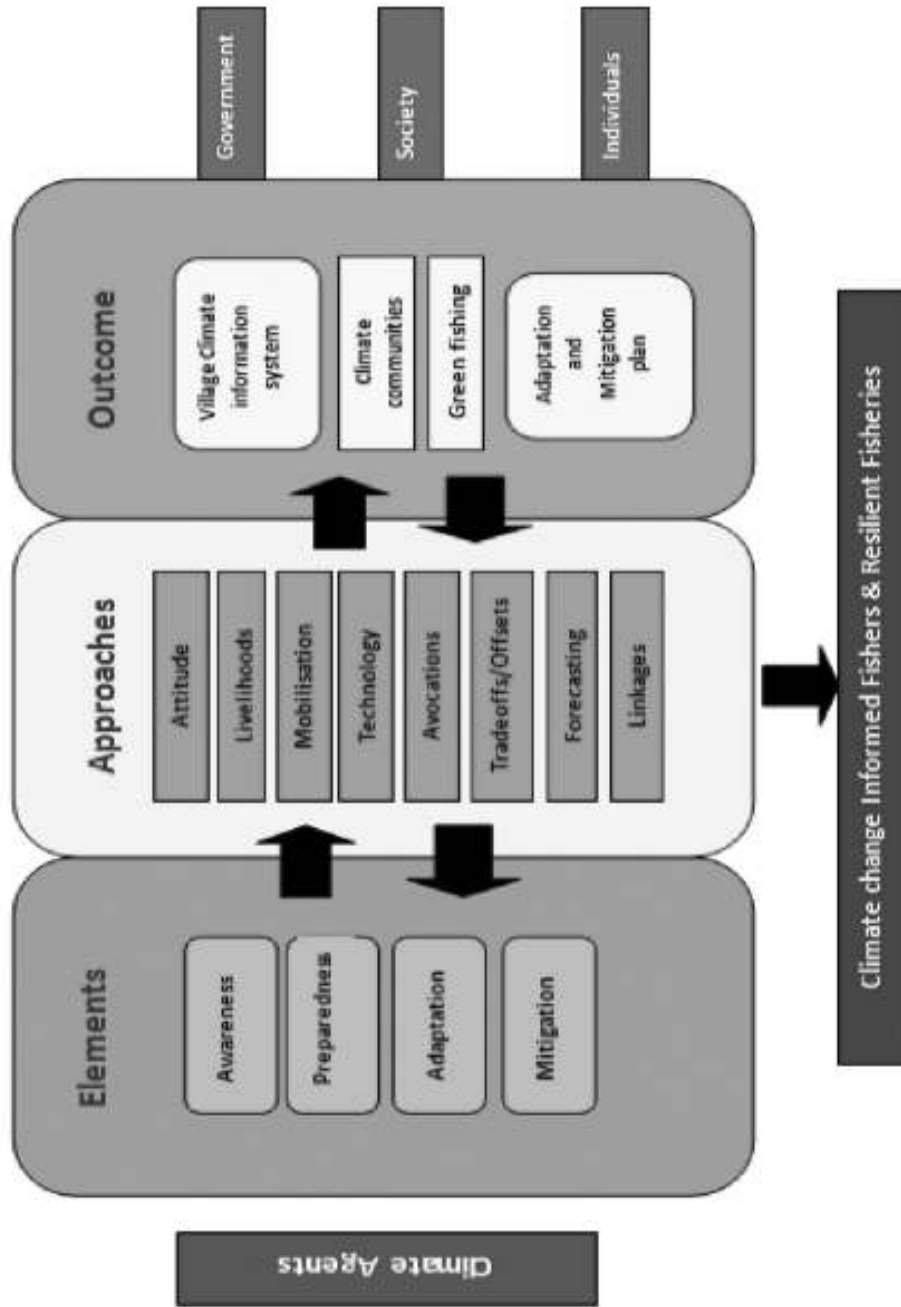 Climate Agents
Elements
Awareness
Preparedness
Adaptation
Mitigation
Approaches
Attitude
Livelihoods
Mobilisation
Technology
Avocations
Tradeoffs/Offsets
Forecasting
Linkages
Outcome
Village Climate
information
system
Climate
communities
Green fishing
Adaptation
and
Mitigation
plan
Government
Society
Individuals
Climate change Informed Fishers & Resilient Fisheries